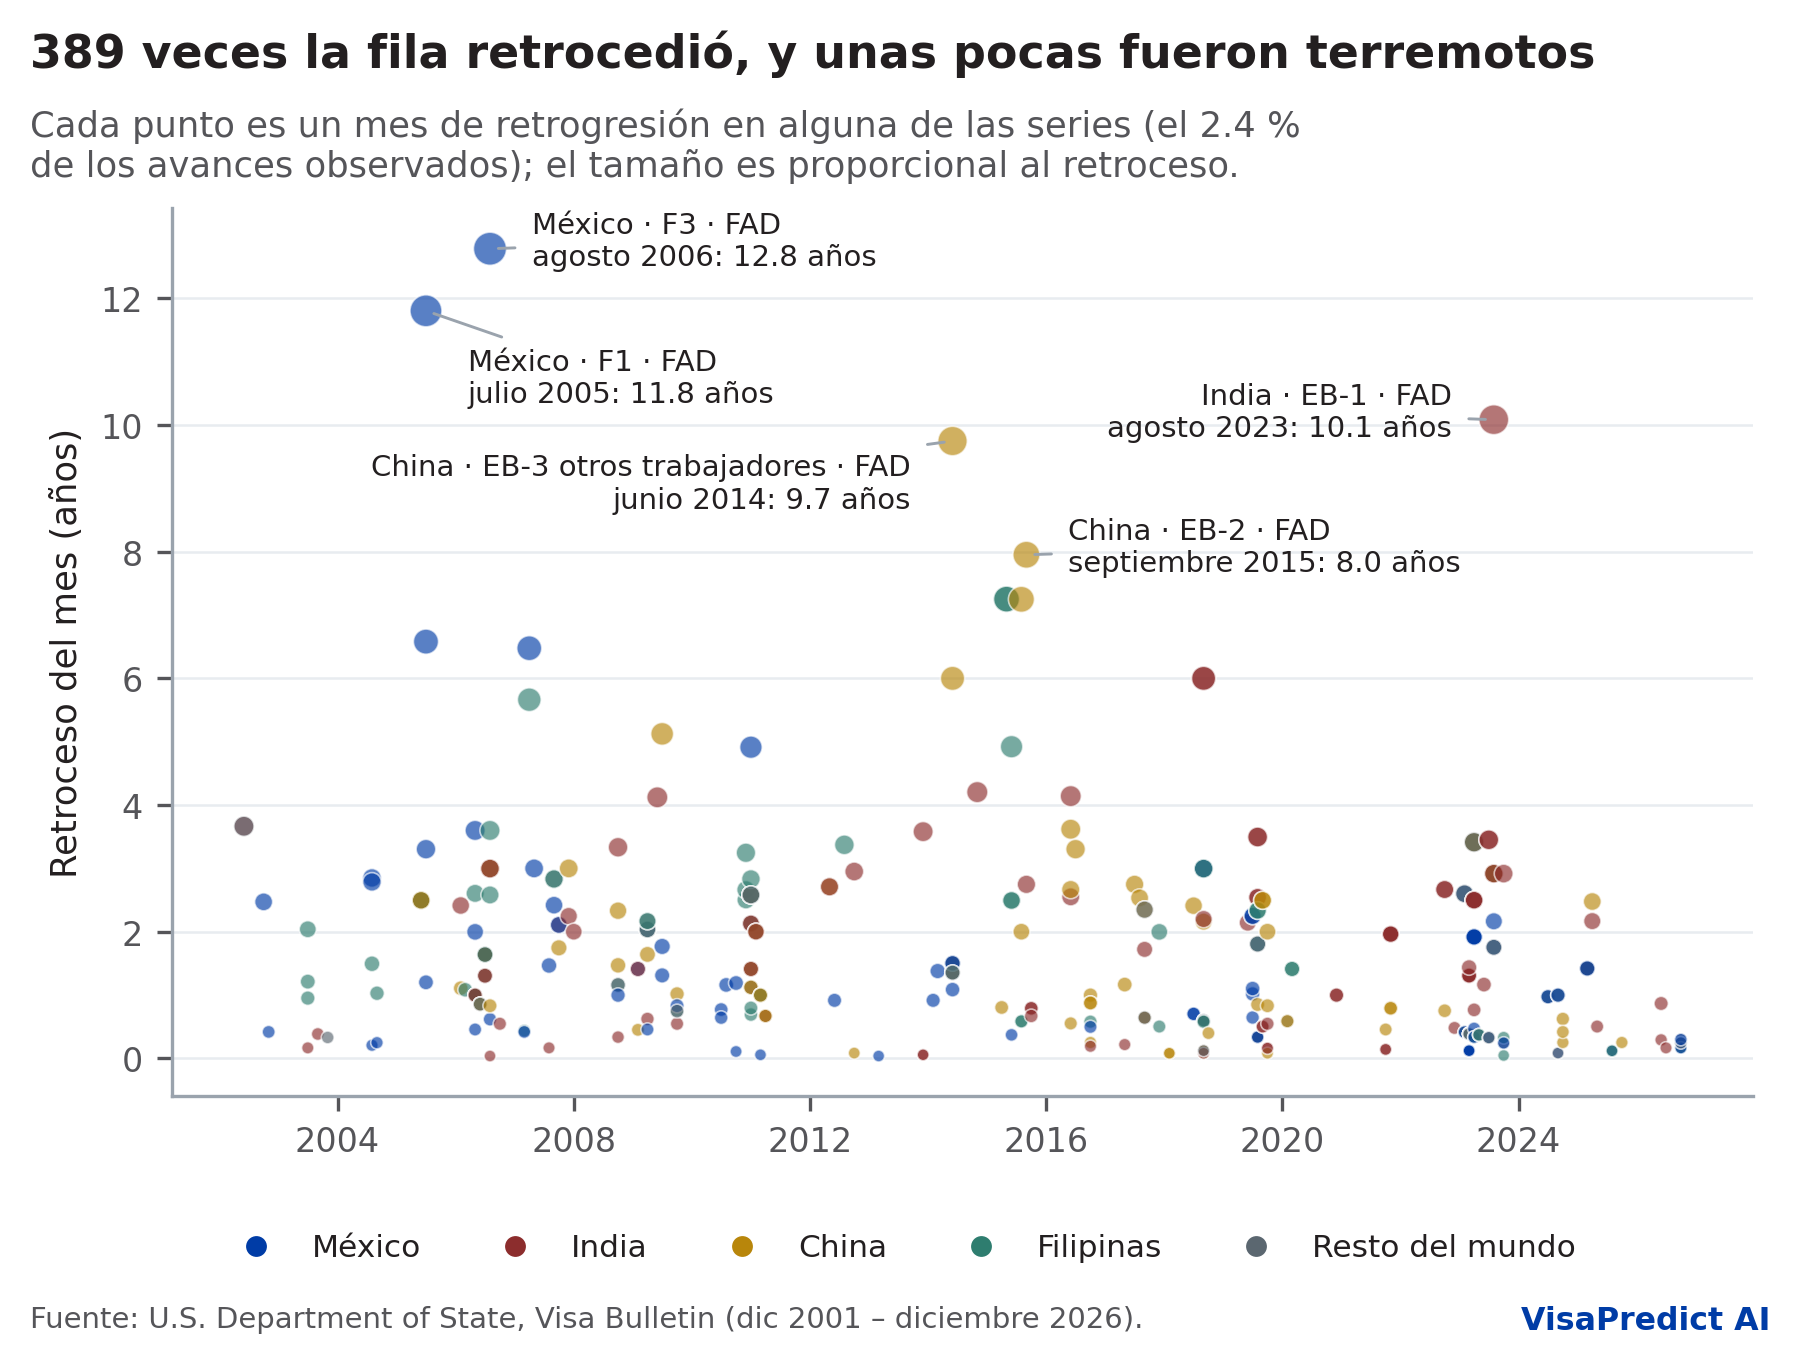 389 veces la fila retrocedió, y unas pocas fueron terremotos
Cada punto es un mes de retrogresión en alguna de las series (el 2.4 %
de los avances observados); el tamaño es proporcional al retroceso.
México · F3 · FAD
agosto 2006: 12.8 años
México · F1 · FAD
julio 2005: 11.8 años
India · EB-1 · FAD
agosto 2023: 10.1 años
China · EB-3 otros trabajadores · FAD
junio 2014: 9.7 años
China · EB-2 · FAD
septiembre 2015: 8.0 años
Retroceso del mes (años)
12
10
8
6
4
2
0
2004 2008 2012 2016 2020 2024
México India China Filipinas Resto del mundo
Fuente: U.S. Department of State, Visa Bulletin (dic 2001 – diciembre 2026).
VisaPredict AI